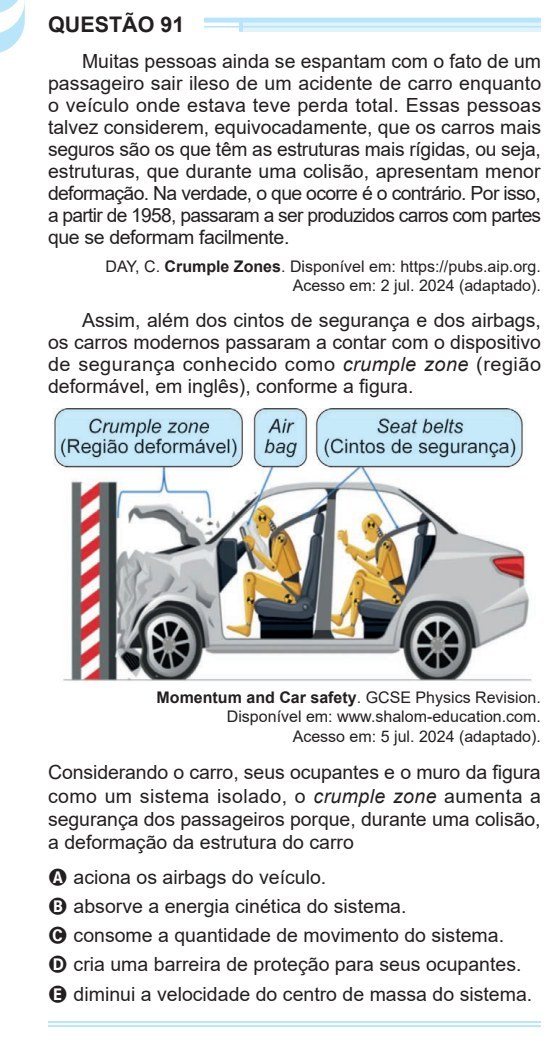 QUESTÃO 91
Muitas pessoas ainda se espantam com o fato de um
passageiro sair ileso de um acidente de carro enquanto
o veículo onde estava teve perda total. Essas pessoas
talvez considerem, equivocadamente, que os carros mais
seguros são os que têm as estruturas mais rígidas, ou seja,
estruturas, que durante uma colisão, apresentam menor
deformação. Na verdade, o que ocorre é o contrário. Por isso,
a partir de 1958, passaram a ser produzidos carros com partes
que se deformam facilmente.
DAY, C. Crumple Zones. Disponível em: https://pubs.aip.org.
Acesso em: 2 jul. 2024 (adaptado).
Assim, além dos cintos de segurança e dos airbags,
os carros modernos passaram a contar com o dispositivo
de segurança conhecido como crumple zone (região
deformável, em inglês), conforme a figura.
Crumple zone
(Região deformável)
Air
bag
Seat belts
(Cintos de segurança)
Momentum and Car safety. GCSE Physics Revision.
Disponível em: www.shalom-education.com.
Acesso em: 5 jul. 2024 (adaptado).
Considerando o carro, seus ocupantes e o muro da figura
como um sistema isolado, o crumple zone aumenta a
segurança dos passageiros porque, durante uma colisão,
a deformação da estrutura do carro
A aciona os airbags do veículo.
B absorve a energia cinética do sistema.
C consome a quantidade de movimento do sistema.
D cria uma barreira de proteção para seus ocupantes.
E diminui a velocidade do centro de massa do sistema.